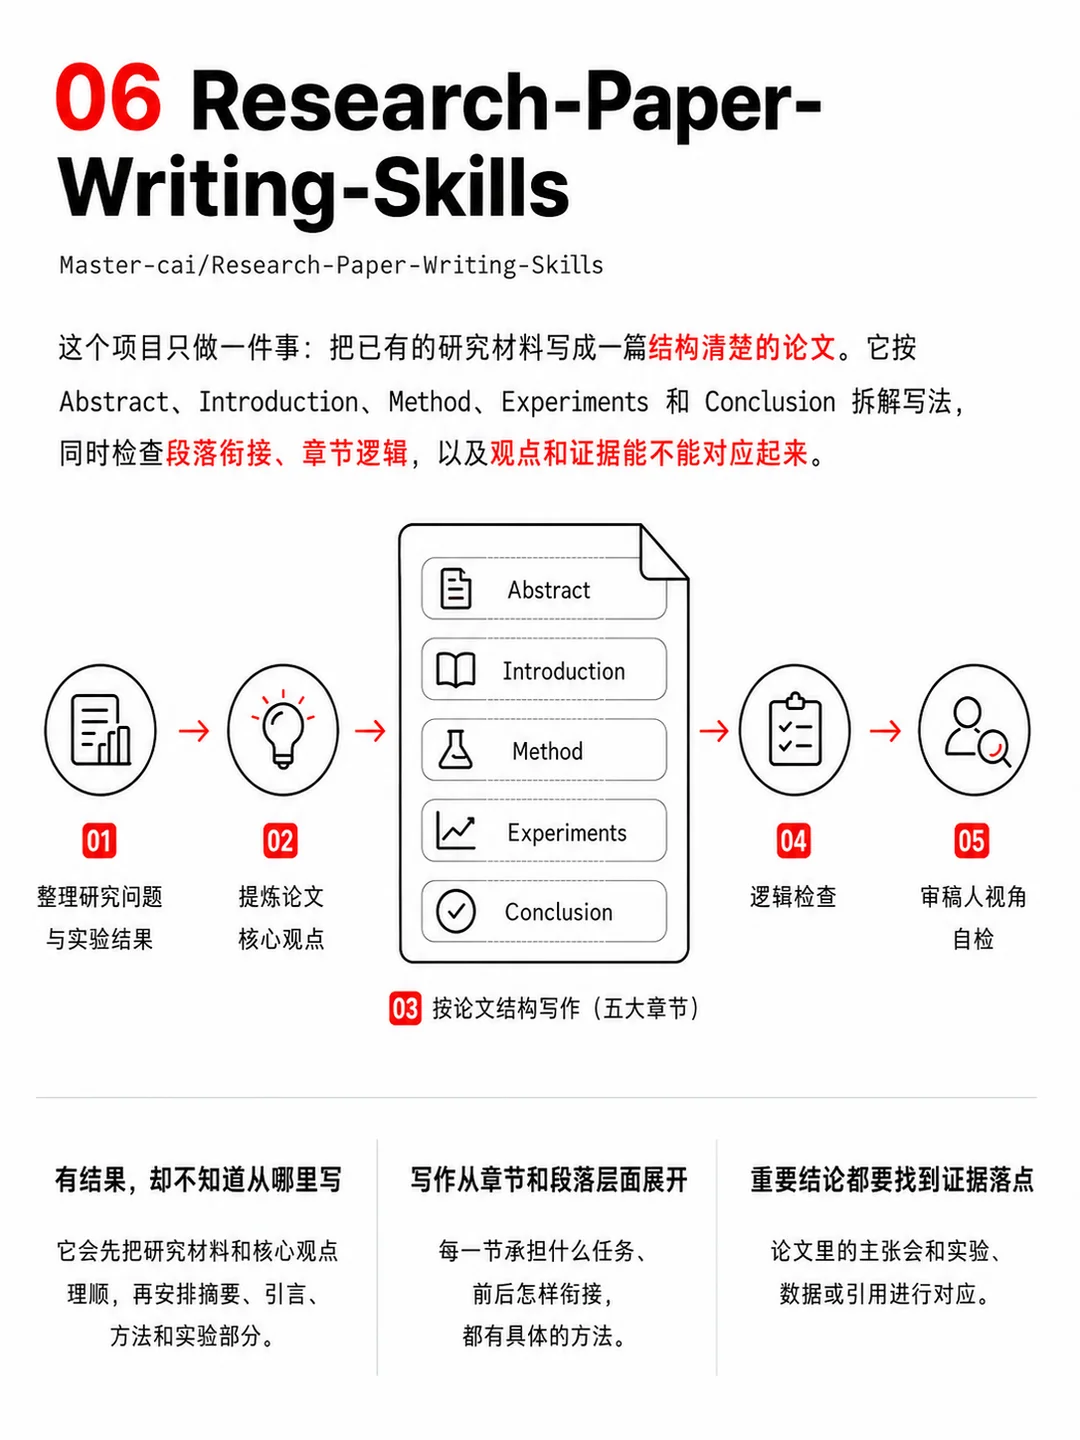 06 Research-Paper-
Writing-Skills
Master-cai/Research-Paper-Writing-Skills
这个项目只做一件事：把已有的研究材料写成一篇结构清楚的论文。它按
Abstract、Introduction、Method、Experiments 和 Conclusion 拆解写法，
同时检查段落衔接、章节逻辑，以及观点和证据能不能对应起来。
01
整理研究问题
与实验结果
02
提炼论文
核心观点
Abstract
Introduction
Method
Experiments
Conclusion
03 按论文结构写作（五大章节）
04
逻辑检查
05
审稿人视角
自检
有结果，却不知道从哪里写
它会先把研究材料和核心观点
理顺，再安排摘要、引言、
方法和实验部分。
写作从章节和段落层面展开
每一节承担什么任务、
前后怎样衔接，
都有具体的方法。
重要结论都要找到证据落点
论文里的主张会和实验、
数据或引用进行对应。